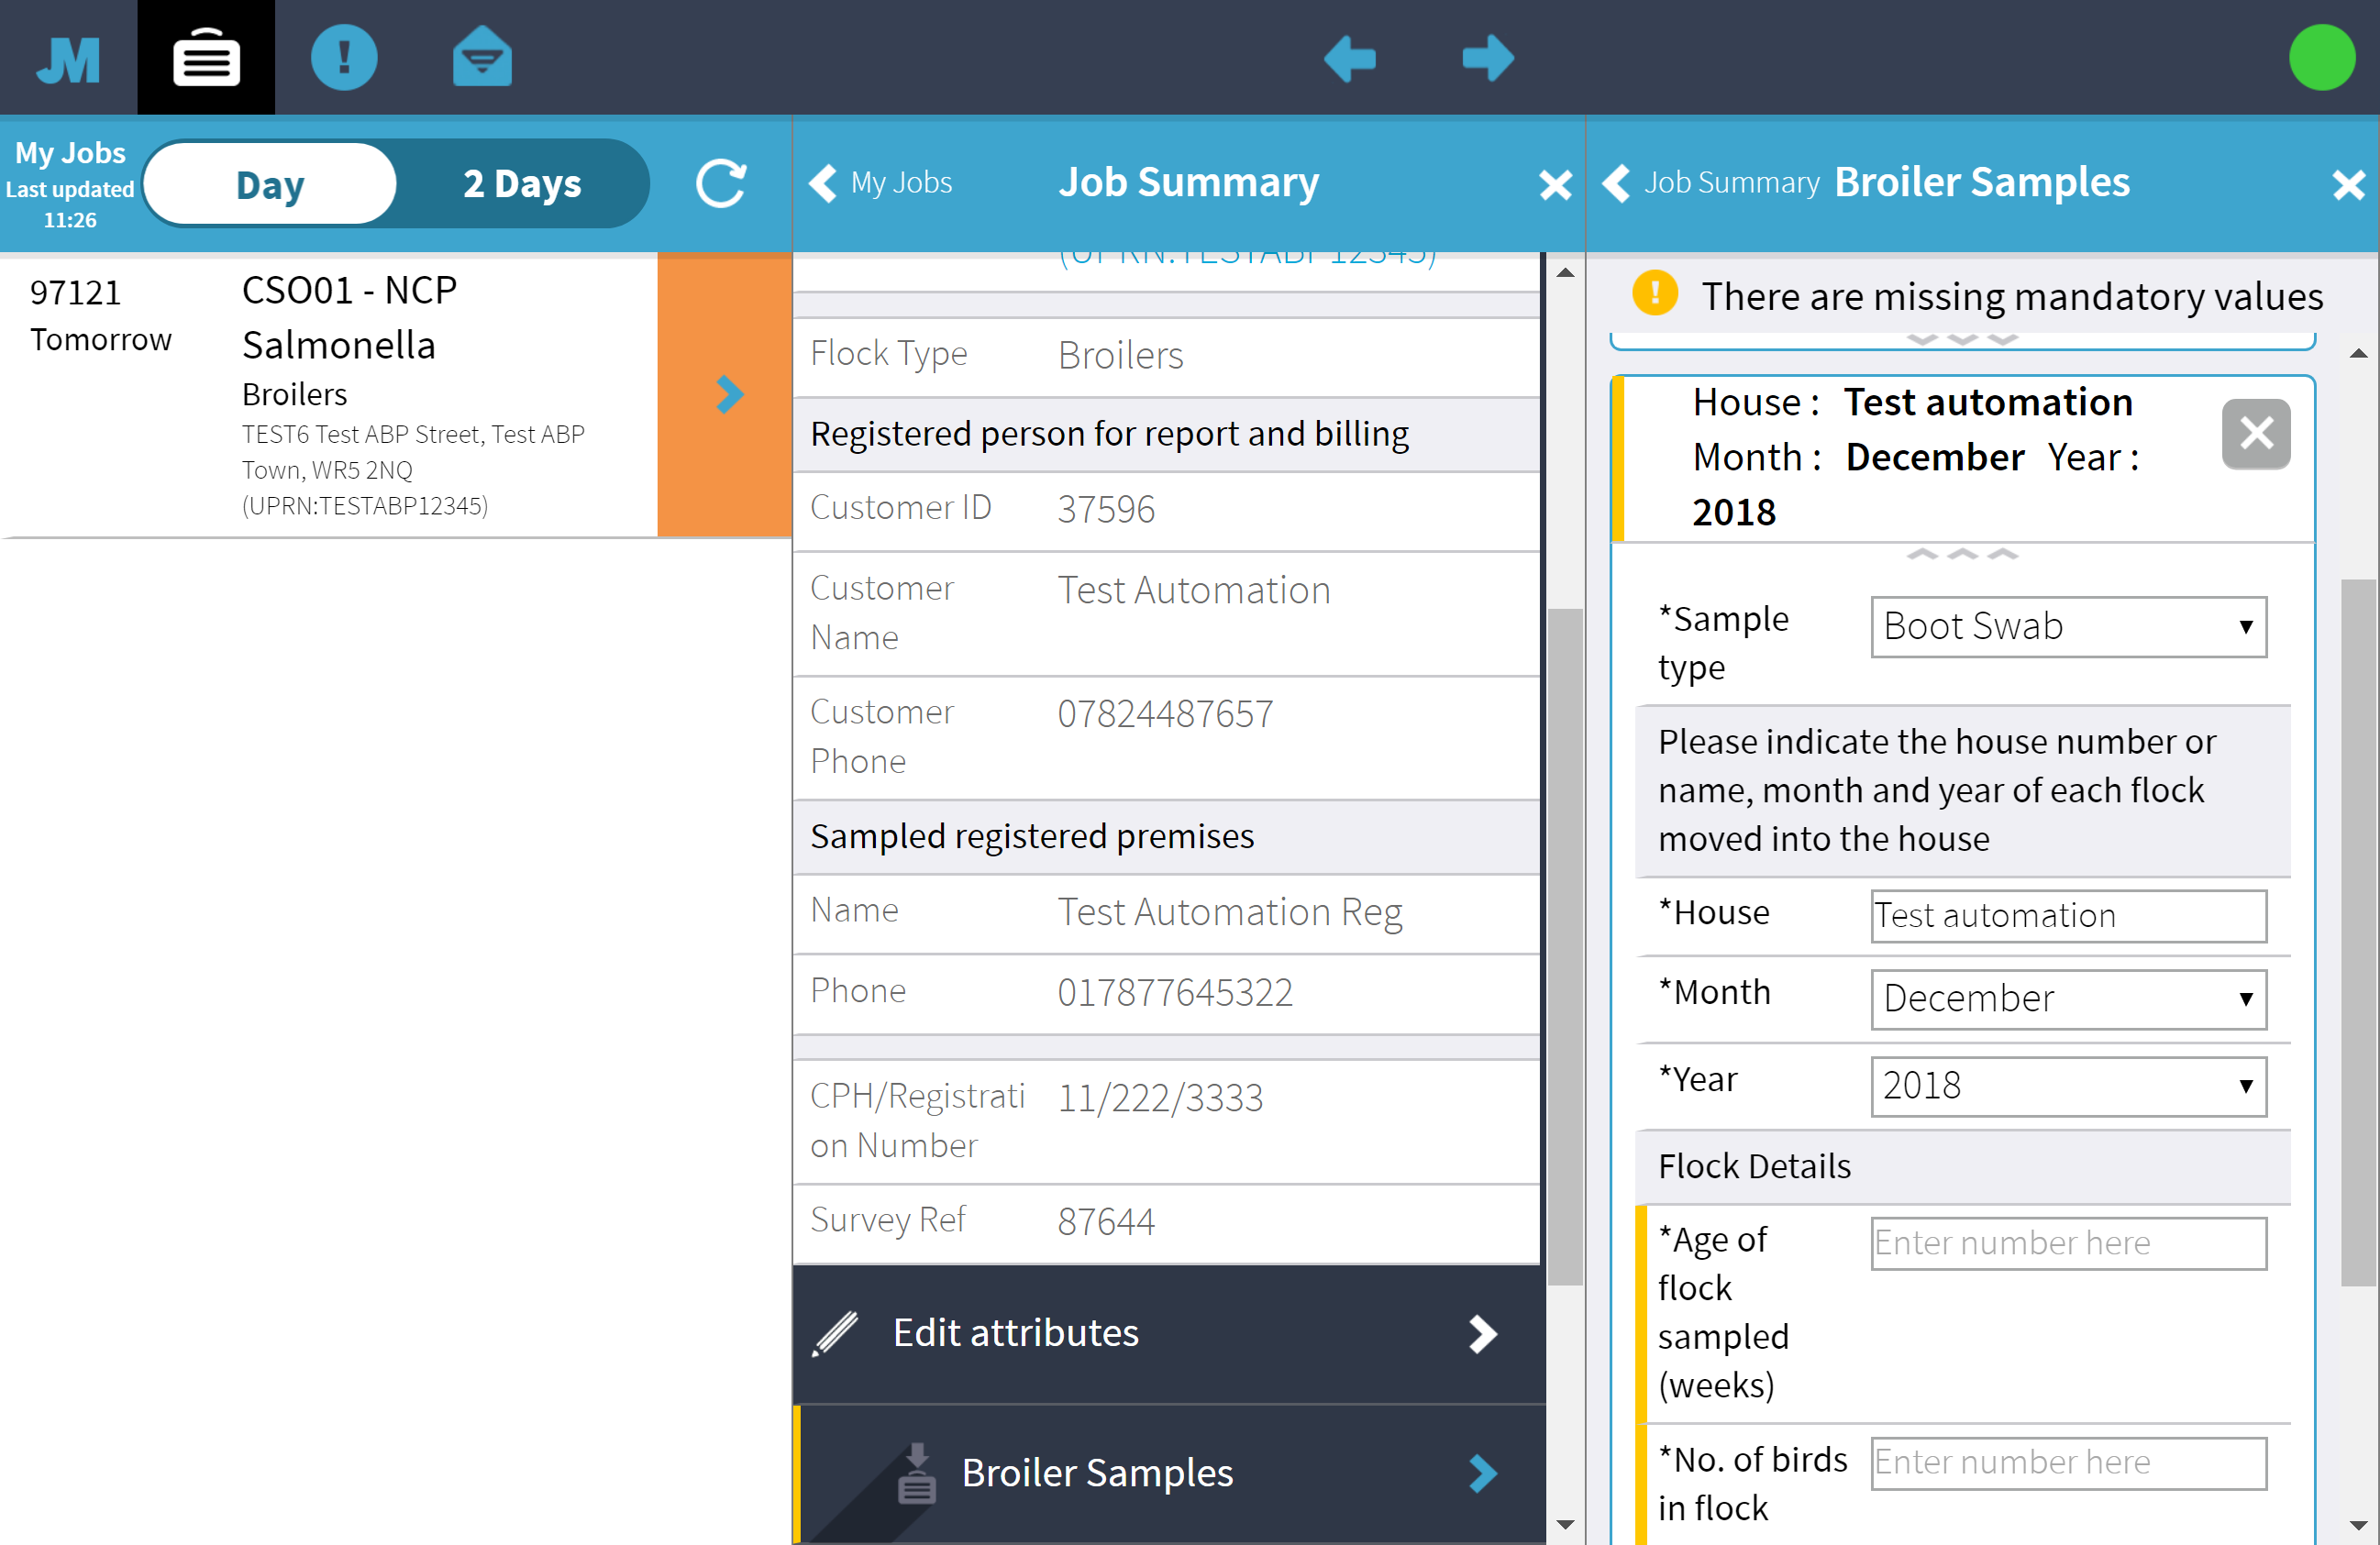 JM
My Jobs
Last updated
11:26
Day
2 Days
My Jobs
Job Summary
Job Summary
Broiler Samples
97121
Tomorrow
CSO01 - NCP
Salmonella
Broilers
TEST6 Test ABP Street, Test ABP
Town, WR5 2NQ
(UPRN:TESTABP12345)
(UPRN:TESTABP12345)
Flock Type
Broilers
Registered person for report and billing
Customer ID
37596
Customer
Name
Test Automation
Customer
Phone
07824487657
Sampled registered premises
Name
Test Automation Reg
Phone
017877645322
CPH/Registrati
on Number
11/222/3333
Survey Ref
87644
Edit attributes
Broiler Samples
There are missing mandatory values
House : Test automation
Month : December Year :
2018
*Sample
type
Boot Swab
Please indicate the house number or
name, month and year of each flock
moved into the house
*House
Test automation
*Month
December
*Year
2018
Flock Details
*Age of
flock
sampled
(weeks)
Enter number here
*No. of birds
in flock
Enter number here